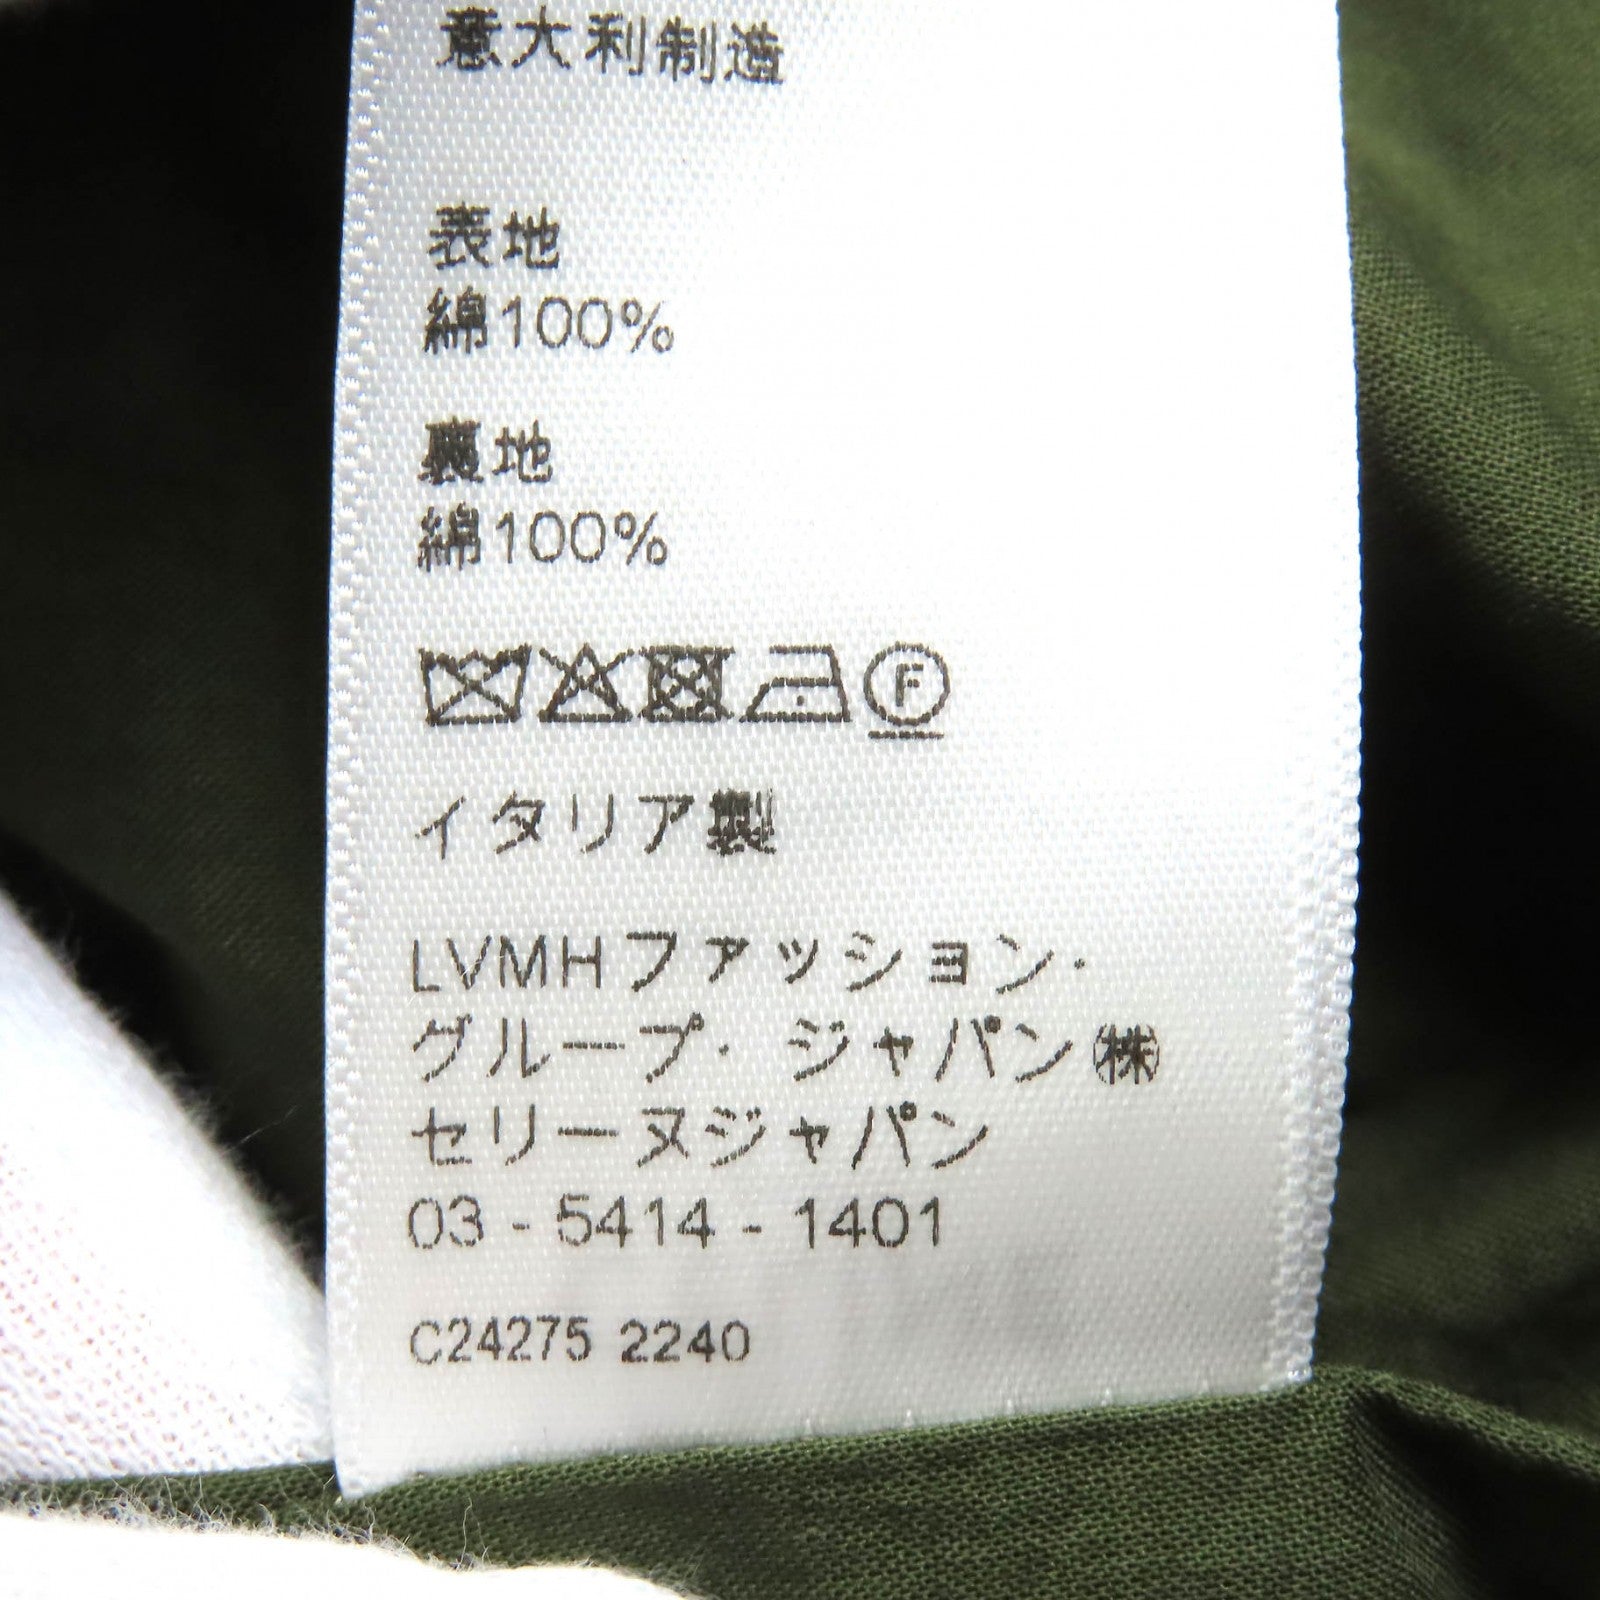 意大利制造
表地
綿100%
裏地
綿100%
F
イタリア製
LVMHファッション·
グループ· ジャパン㈱
セリーヌジャパン
03 - 5414 - 1401
C24275 2240